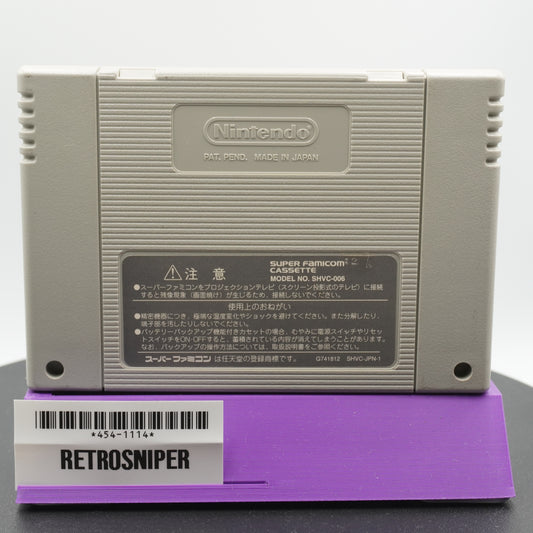 Nintendo
PAT. PEND. MADE IN JAPAN
⚠注 意
SUPER FAMICOM
CASSETTE
MODEL NO. SHVC-006
●スーパーファミコンをプロジェクションテレビ(スクリーン投影式のテレビ)に接続
すると残像現象(画面焼け)が生じるため、接続しないでください。
使用上のおねがい
●精密機器につき、極端な温度変化やショックを避けてください。また分解したり、
端子部を汚したりしないでください。
●バッテリーバックアップ機能付きカセットの場合、むやみに電源スイッチやリセッ
トスイッチをON-OFFすると、蓄積されている内容が消えてしまうことがあります。
なお、バックアップの操作方法については、取扱説明書をご参照ください。
スーパーファミコン は任天堂の登録商標です。
G741812 SHVC-JPN-1
*454-1114*
RETROSNIPER